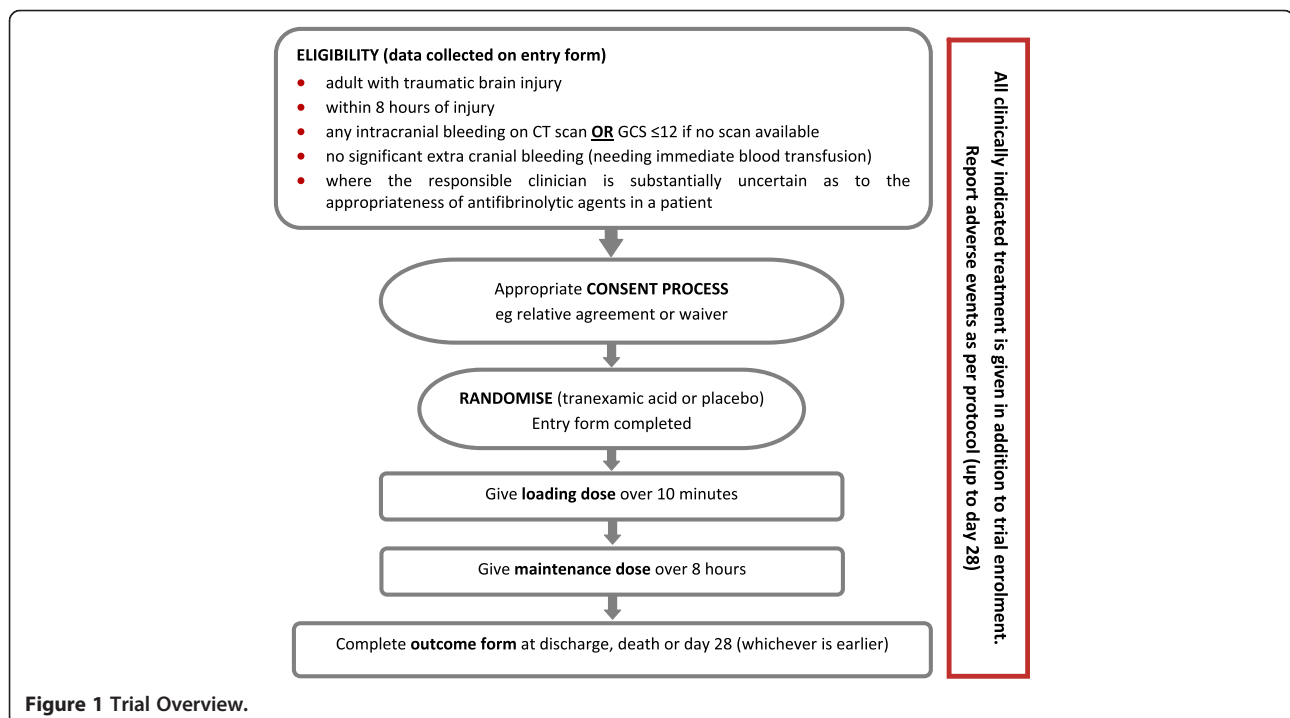 ELIGIBILITY (data collected on entry form)
• adult with traumatic brain injury
• within 8 hours of injury
• any intracranial bleeding on CT scan OR GCS ≤12 if no scan available
• no significant extra cranial bleeding (needing immediate blood transfusion)
• where the responsible clinician is substantially uncertain as to the
appropriateness of antifibrinolytic agents in a patient
Appropriate CONSENT PROCESS
eg relative agreement or waiver
RANDOMISE (tranexamic acid or placebo)
Entry form completed
Give loading dose over 10 minutes
Give maintenance dose over 8 hours
Complete outcome form at discharge, death or day 28 (whichever is earlier)
All clinically indicated treatment is given in addition to trial enrolment.
Report adverse events as per protocol (up to day 28)
Figure 1 Trial Overview.